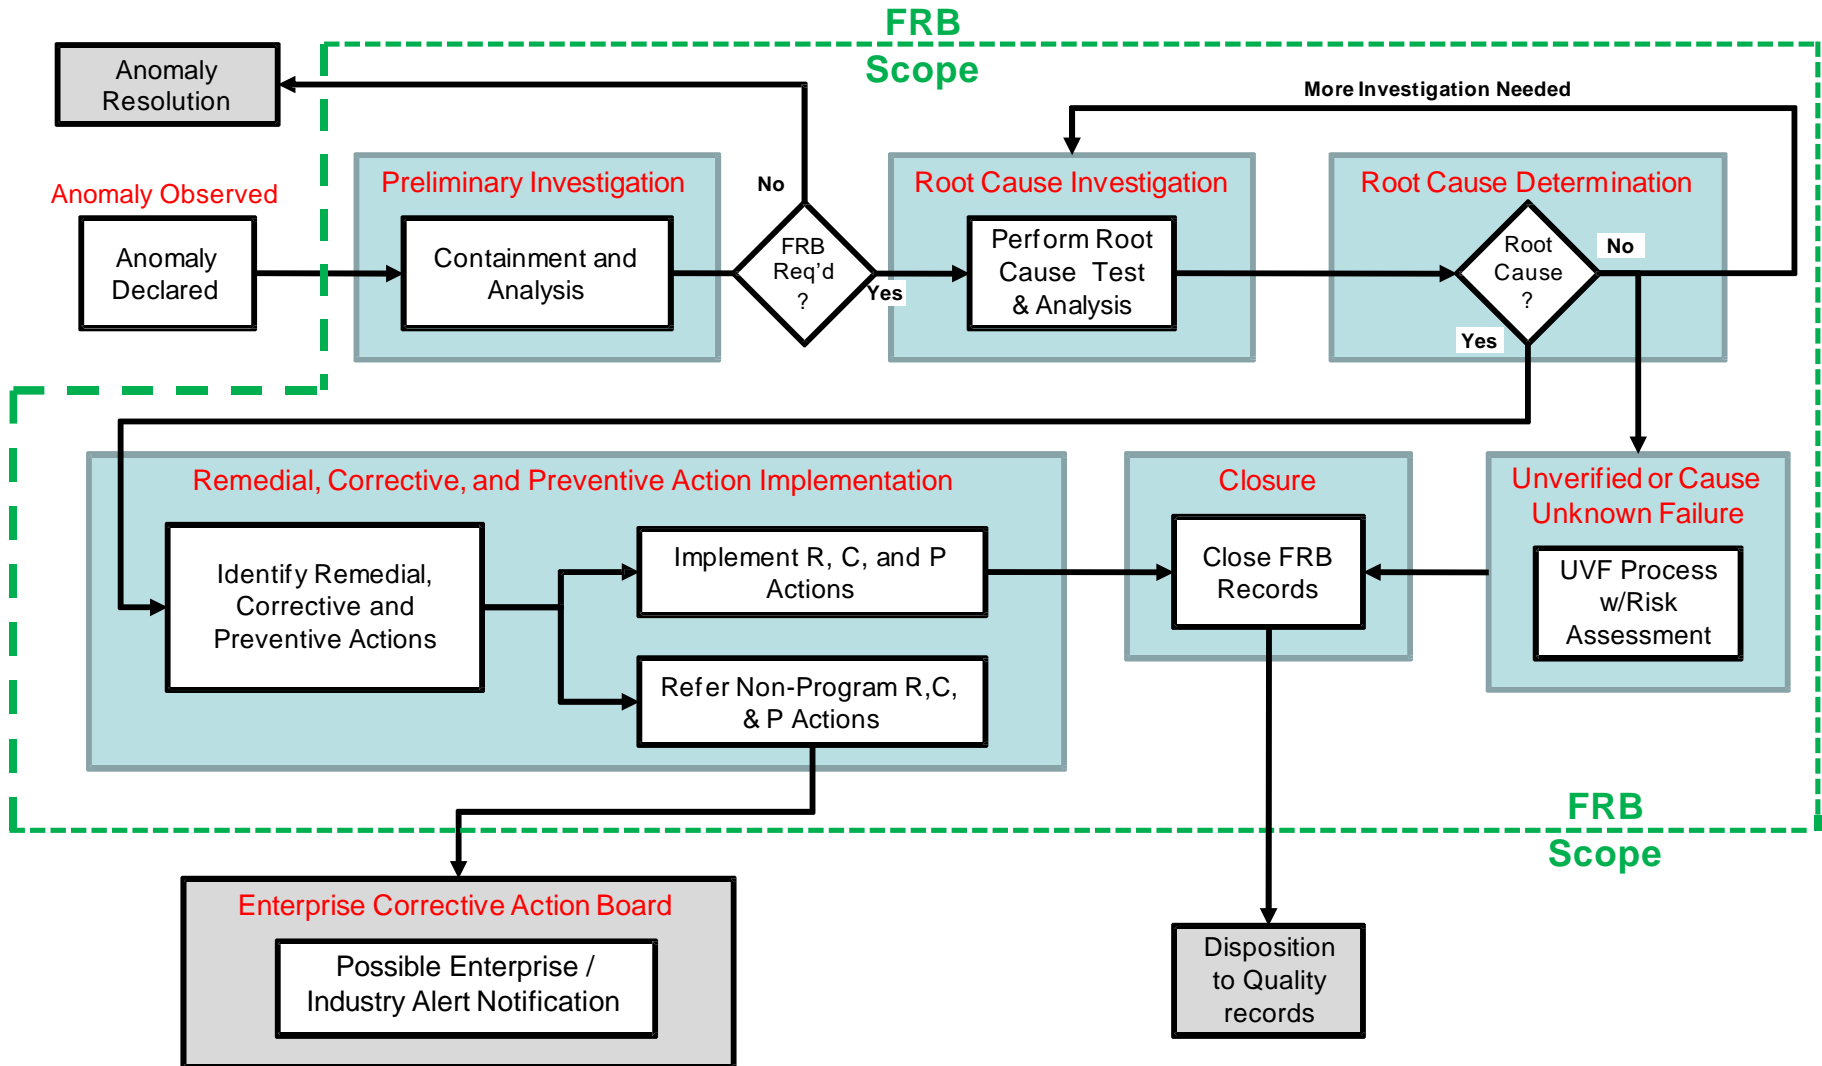 FRB
Scope
Anomaly
Resolution
More Investigation Needed
Anomaly Observed
Anomaly
Declared
Preliminary Investigation
Containment and
Analysis
No
FRB
Req'd
?
Yes
Root Cause Investigation
Perform Root
Cause Test
& Analysis
Root Cause Determination
Root
Cause
?
No
Yes
Remedial, Corrective, and Preventive Action Implementation
Identify Remedial,
Corrective and
Preventive Actions
Implement R, C, and P
Actions
Refer Non-Program R,C,
& P Actions
Closure
Close FRB
Records
Unverified or Cause
Unknown Failure
UVF Process
w/Risk
Assessment
FRB
Scope
Enterprise Corrective Action Board
Possible Enterprise /
Industry Alert Notification
Disposition
to Quality
records